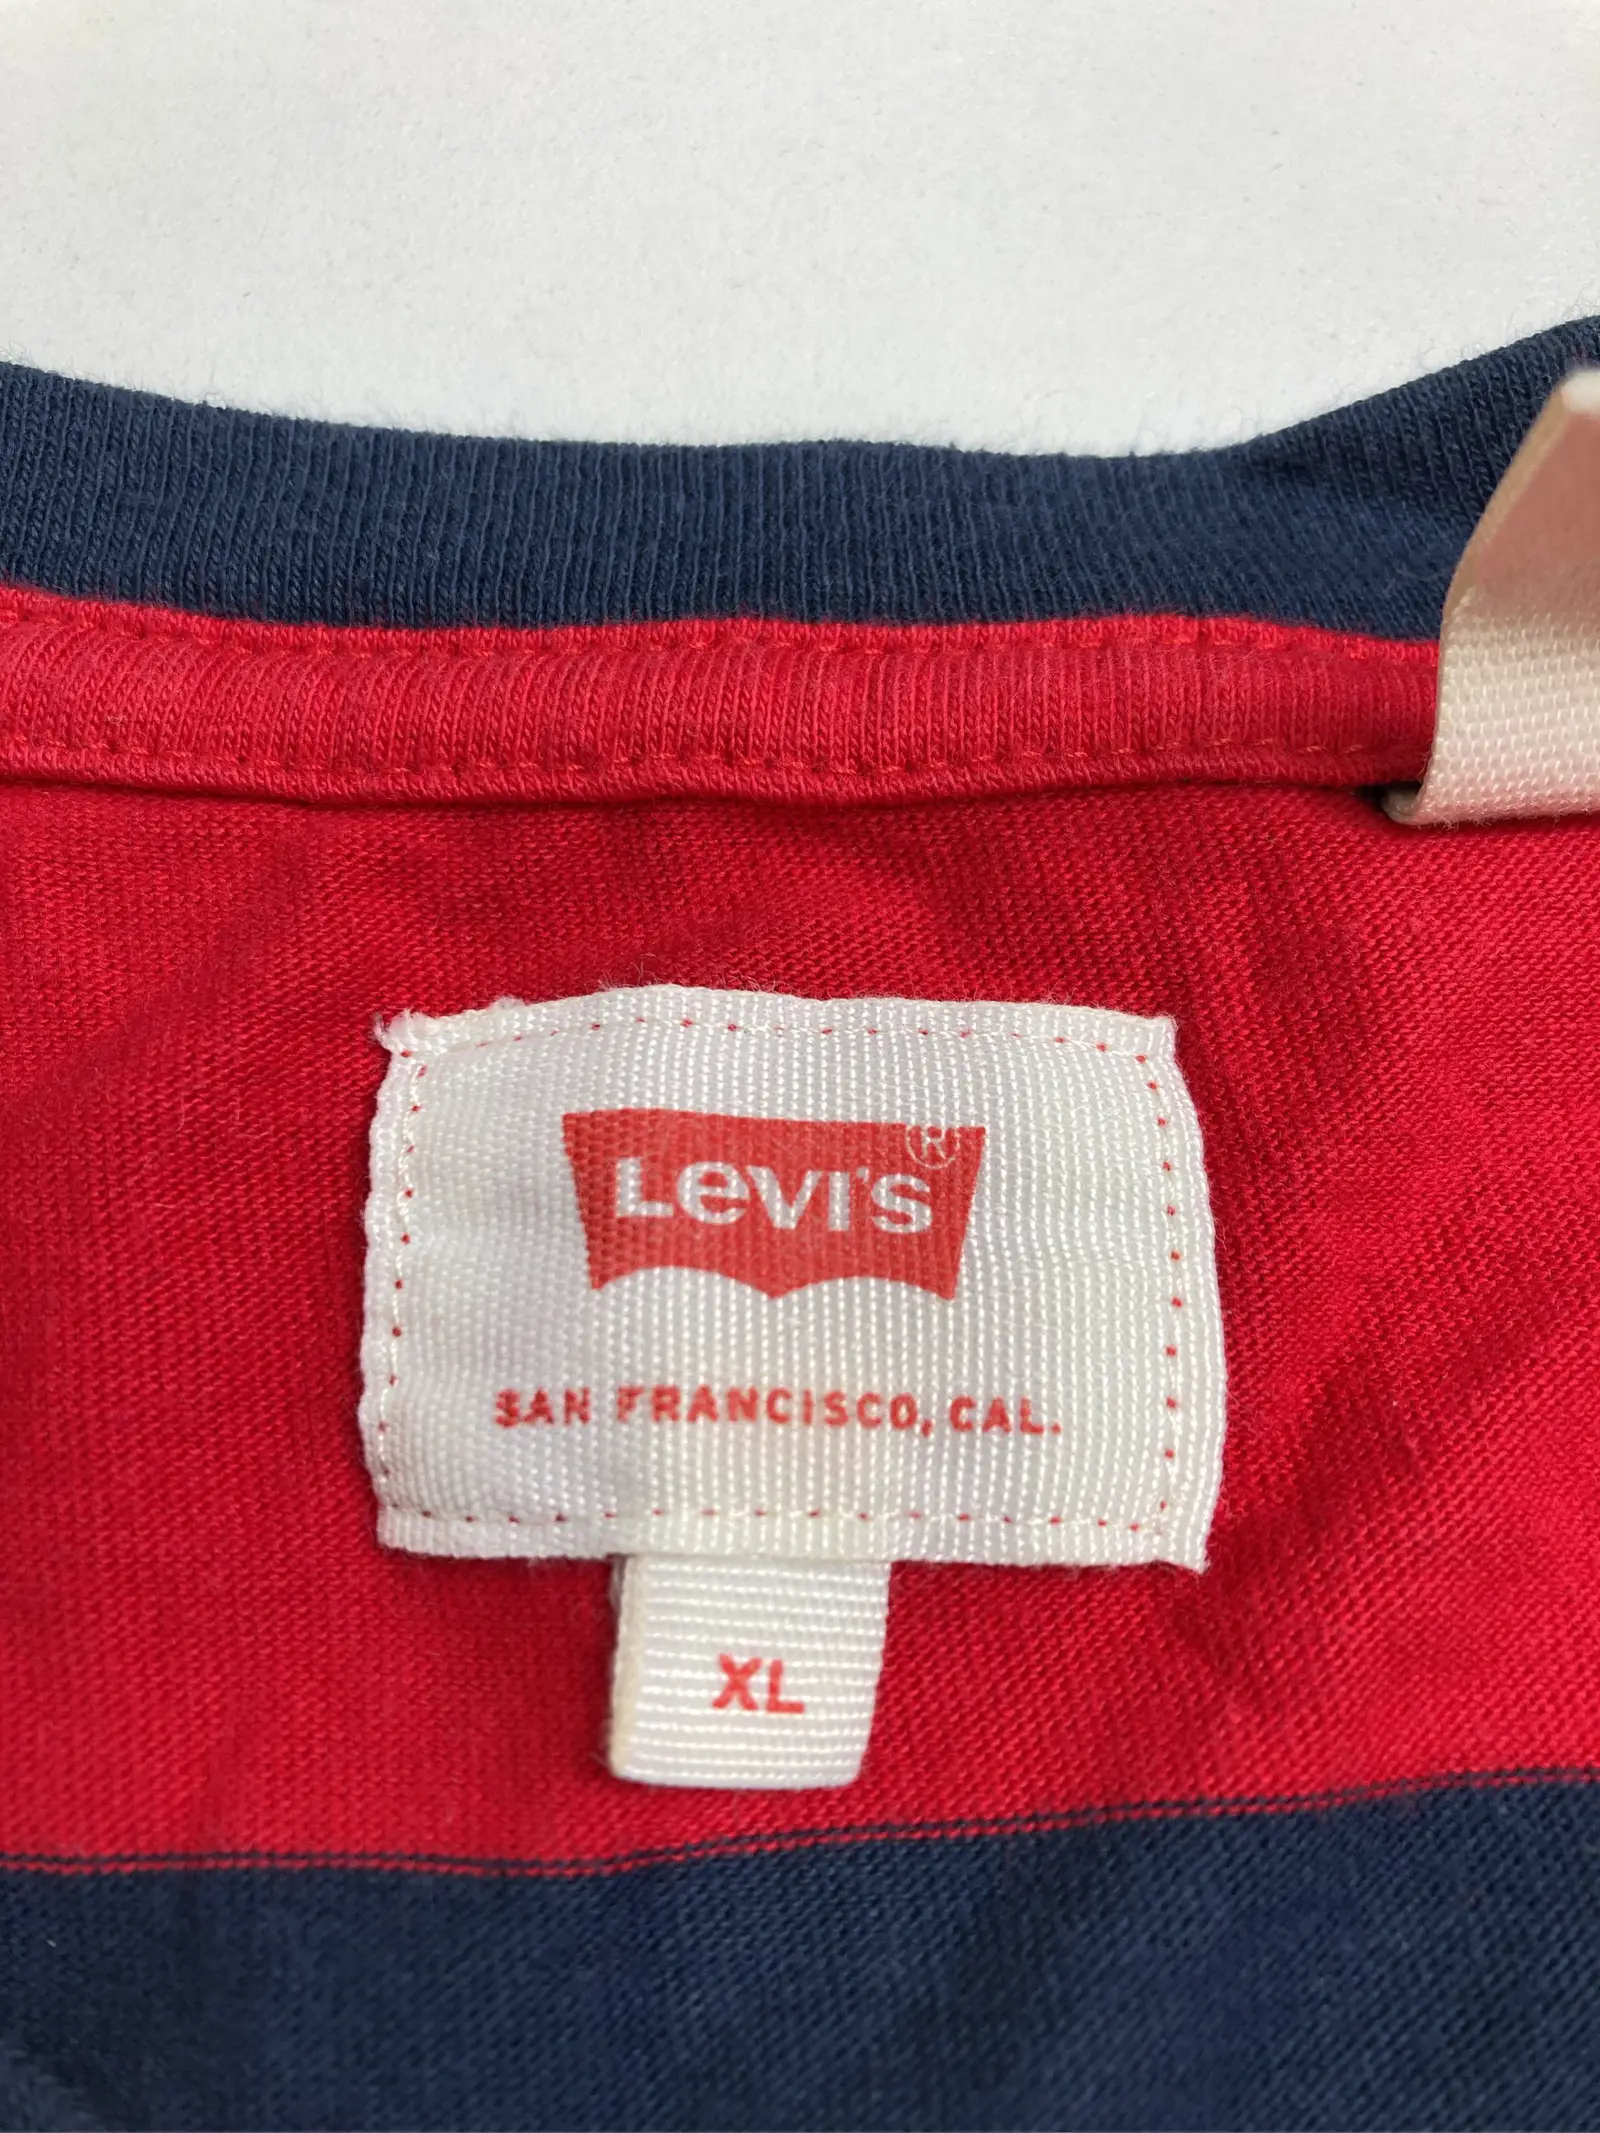 LEVI'S®
SAN FRANCISCO, CAL.
XL